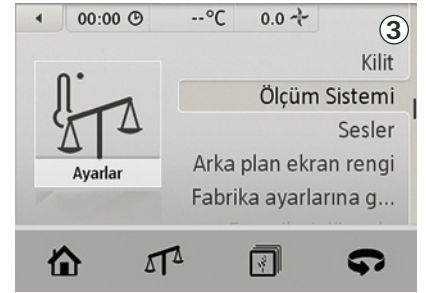 00:00 --°C 0.0
3
Kilit
Ölçüm Sistemi
Sesler
Arka plan ekran rengi
Fabrika ayarlarına g...
Ayarlar